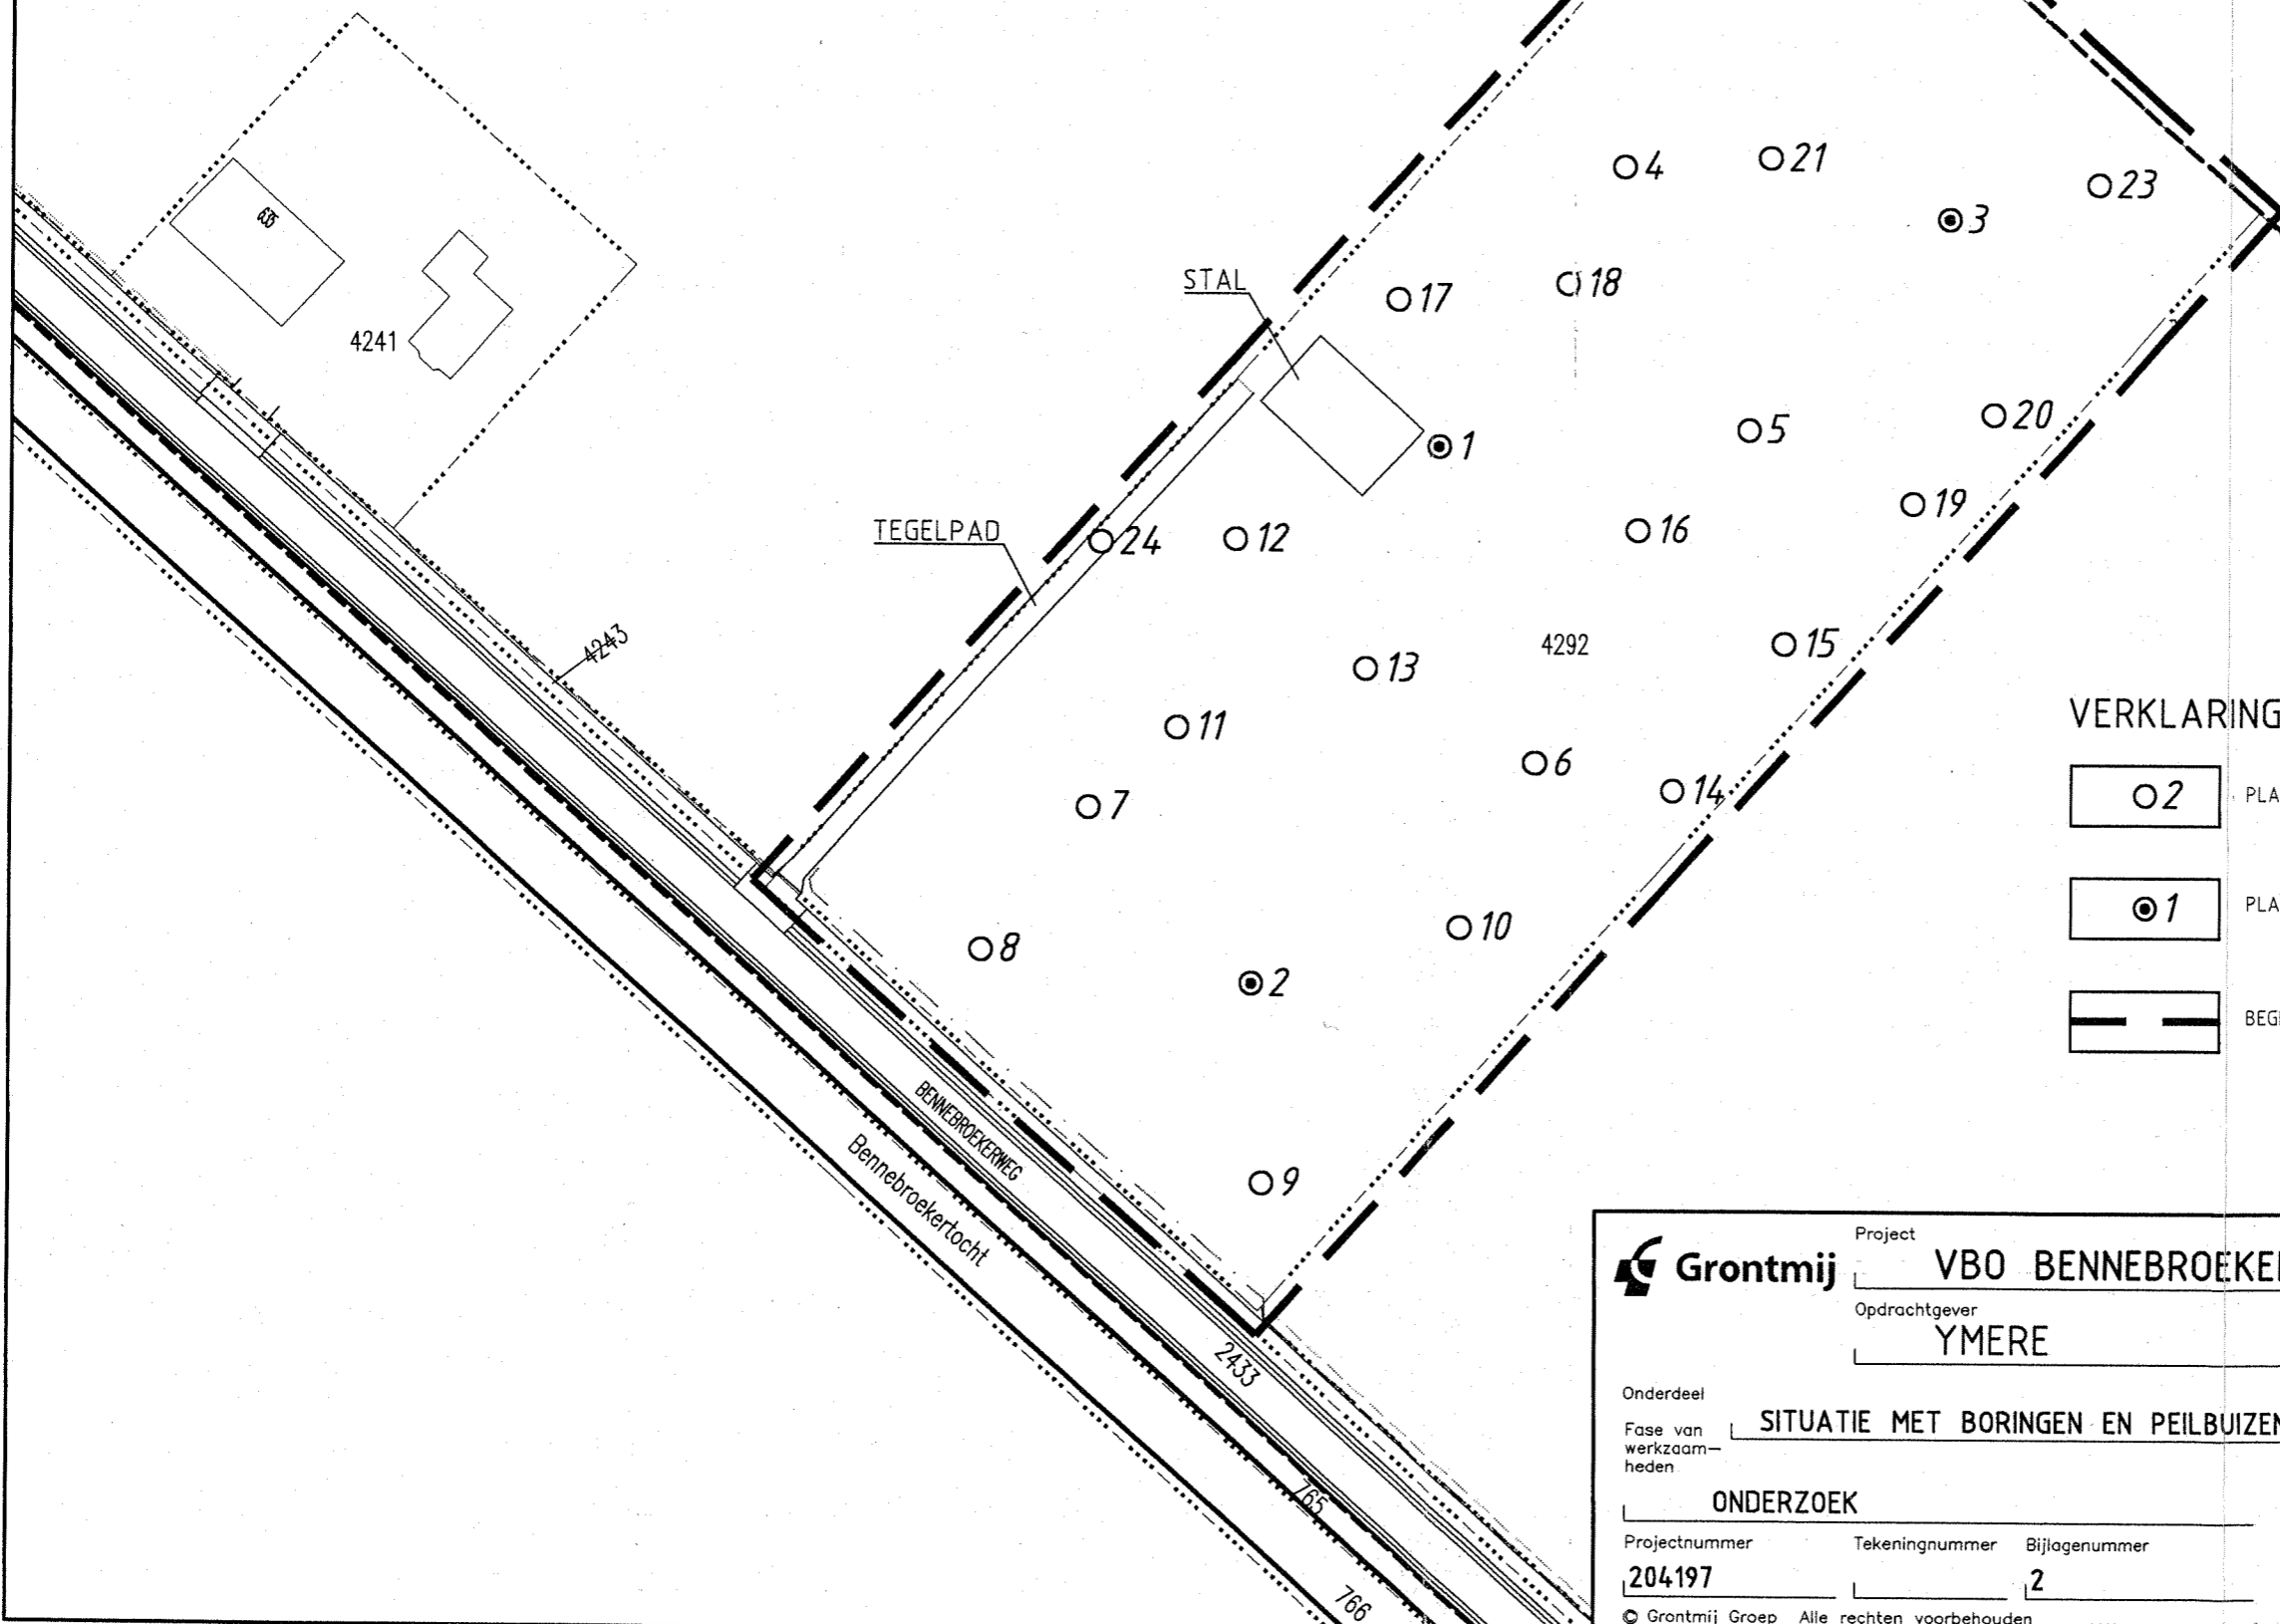 4
21
23
3
635
STAL
17
18
4241
5
20
1
19
TEGELPAD
24
12
16
4243
4292
15
13
11
6
14
7
8
10
2
9
VERKLARING
2
PLA
1
PLA
BENNEBROEKERWEG
Bennebroekertocht
2433
765
766
Grontmij
Project
VBO BENNEBROEKE
Opdrachtgever
YMERE
Onderdeel
Fase van
werkzaam–
heden
SITUATIE MET BORINGEN EN PEILBUIZEN
ONDERZOEK
Projectnummer
Tekeningnummer
Bijlagenummer
204197
2
© Grontmij Groep Alle rechten voorbehouden